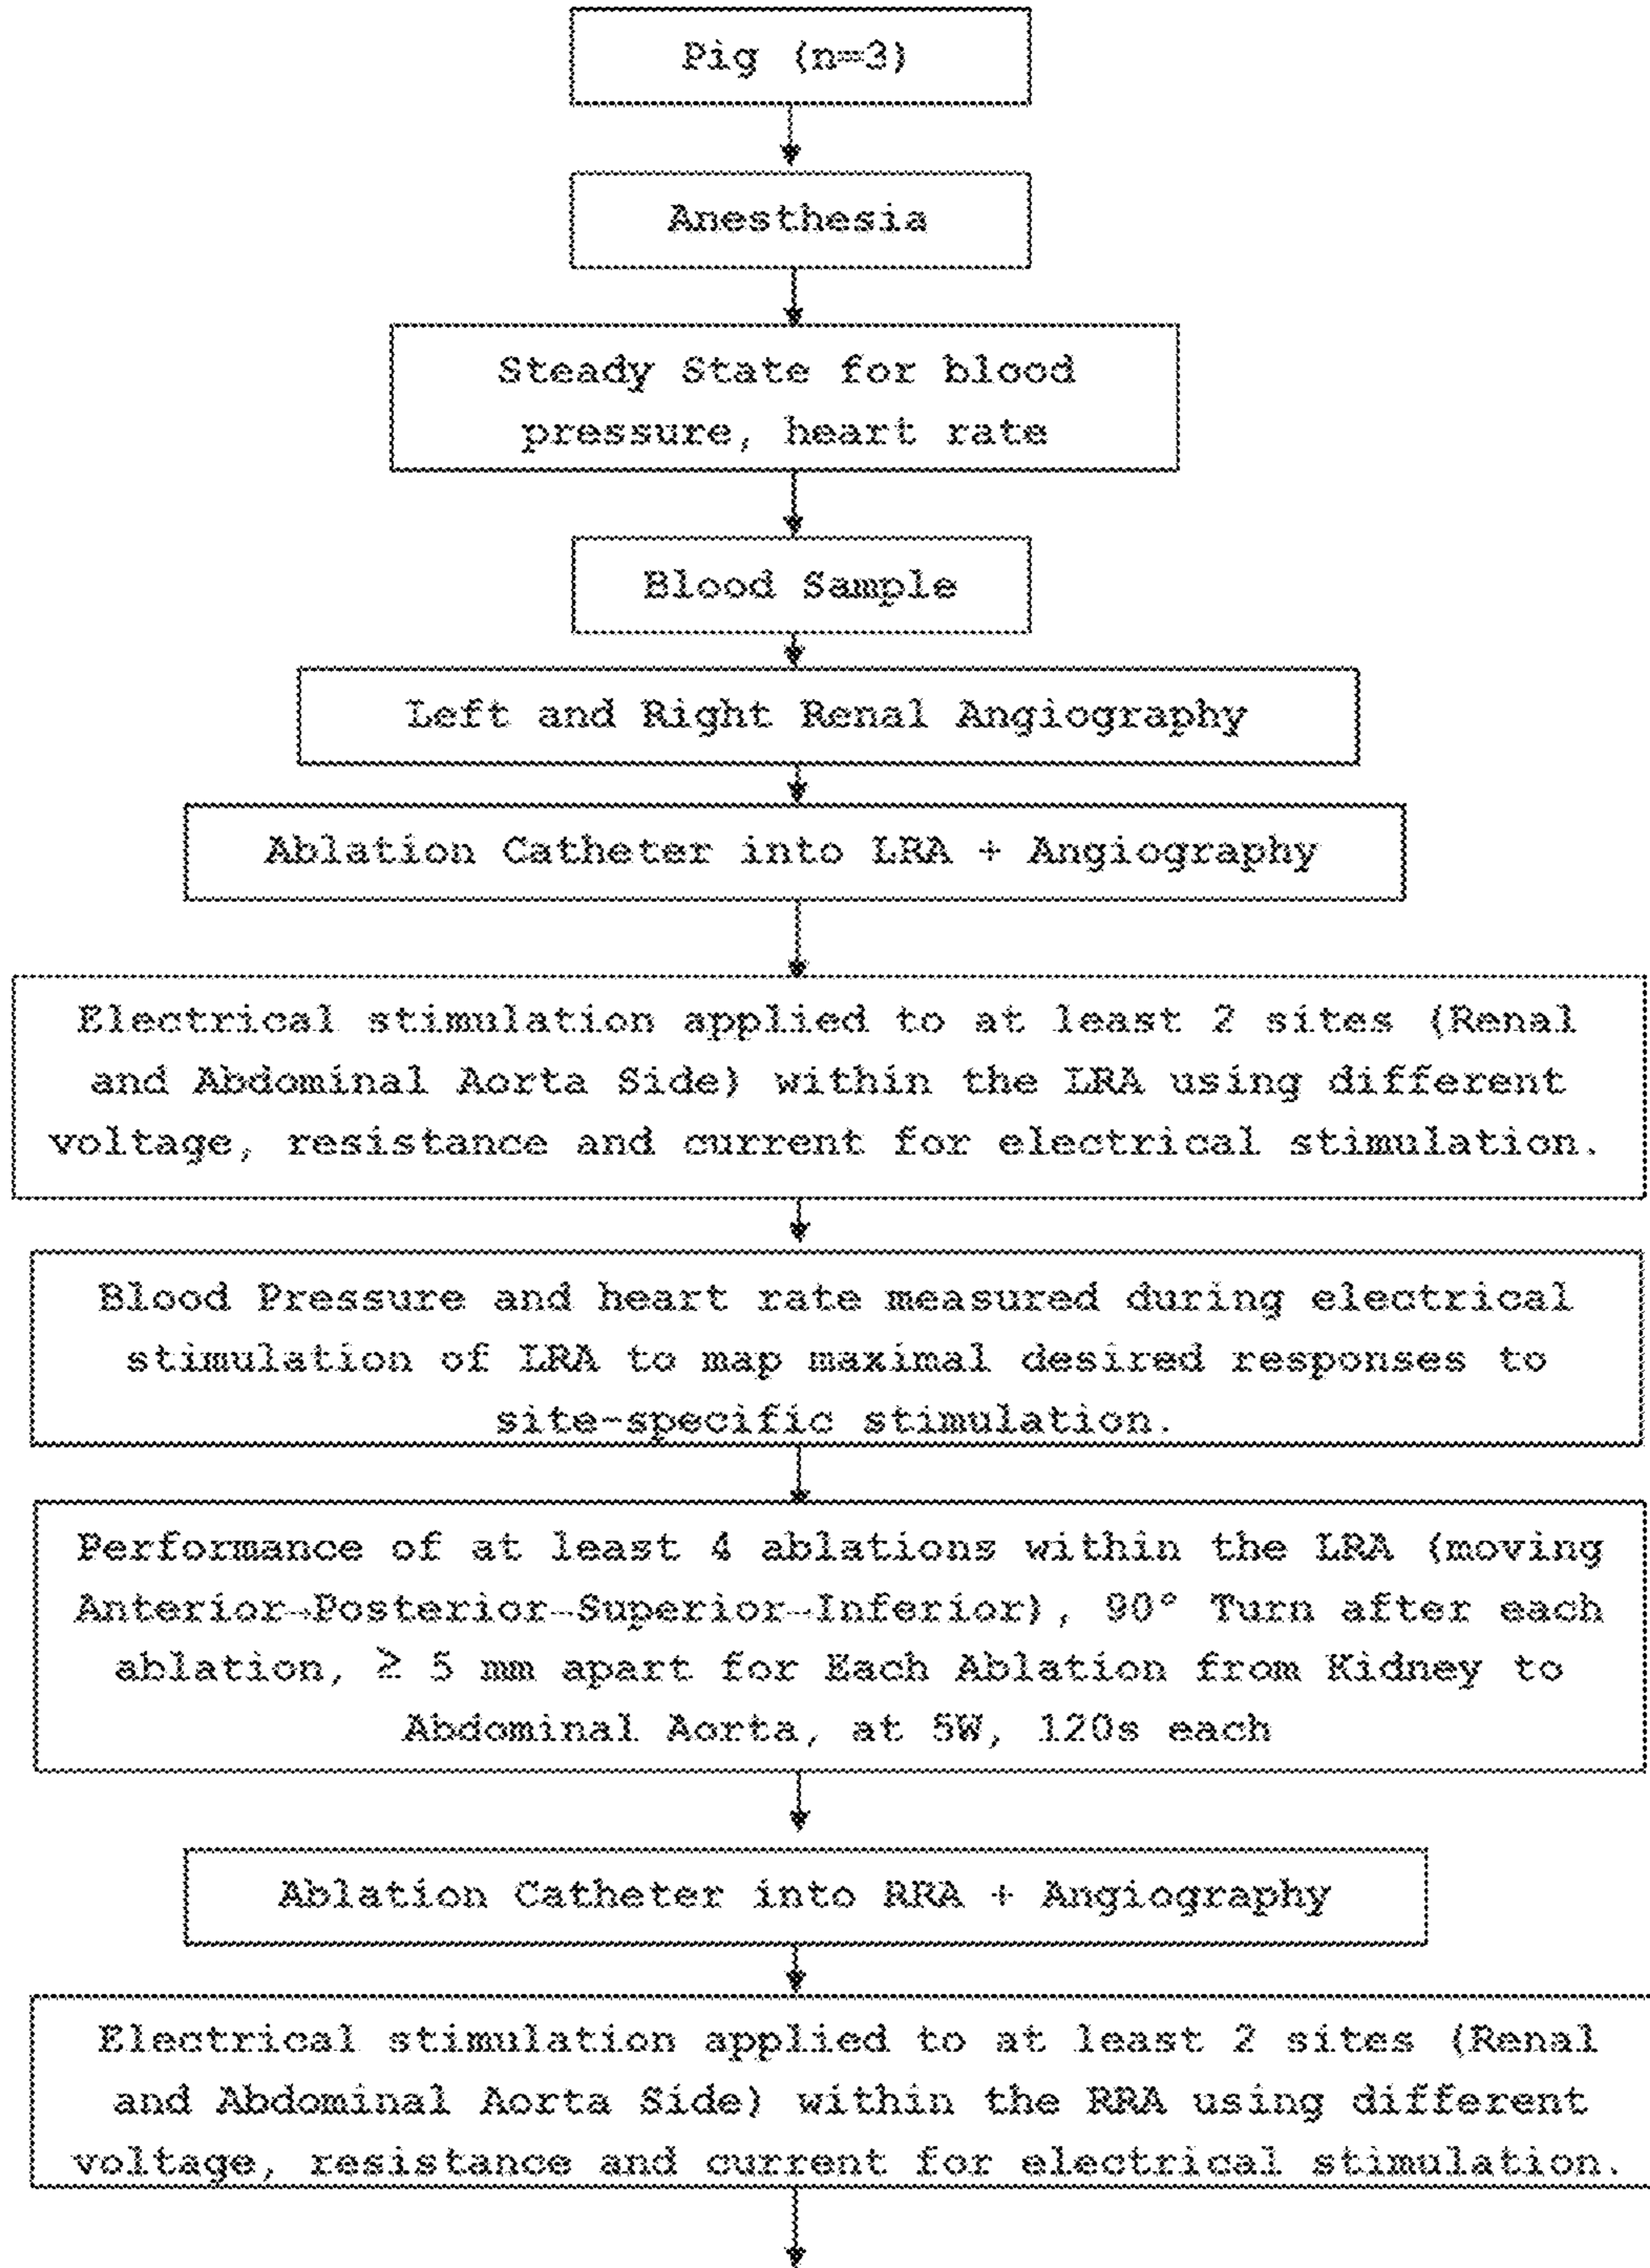 Pig (n=3)
Anesthesia
Steady State for blood
pressure, heart rate
Blood Sample
Left and Right Renal Angiography
Ablation Catheter into LRA + Angiography
Electrical stimulation applied to at least 2 sites (Renal
and Abdominal Aorta Side) within the LRA using different
voltage, resistance and current for electrical stimulation.
Blood Pressure and heart rate measured during electrical
stimulation of LRA to map maximal desired responses to
site-specific stimulation.
Performance of at least 4 ablations within the LRA (moving
Anterior→Posterior→Superior→Inferior), 90° Turn after each
ablation, ≥ 5 mm apart for Each Ablation from Kidney to
Abdominal Aorta, at 5W, 120s each
Ablation Catheter into RRA + Angiography
Electrical stimulation applied to at least 2 sites (Renal
and Abdominal Aorta Side) within the RRA using different
voltage, resistance and current for electrical stimulation.